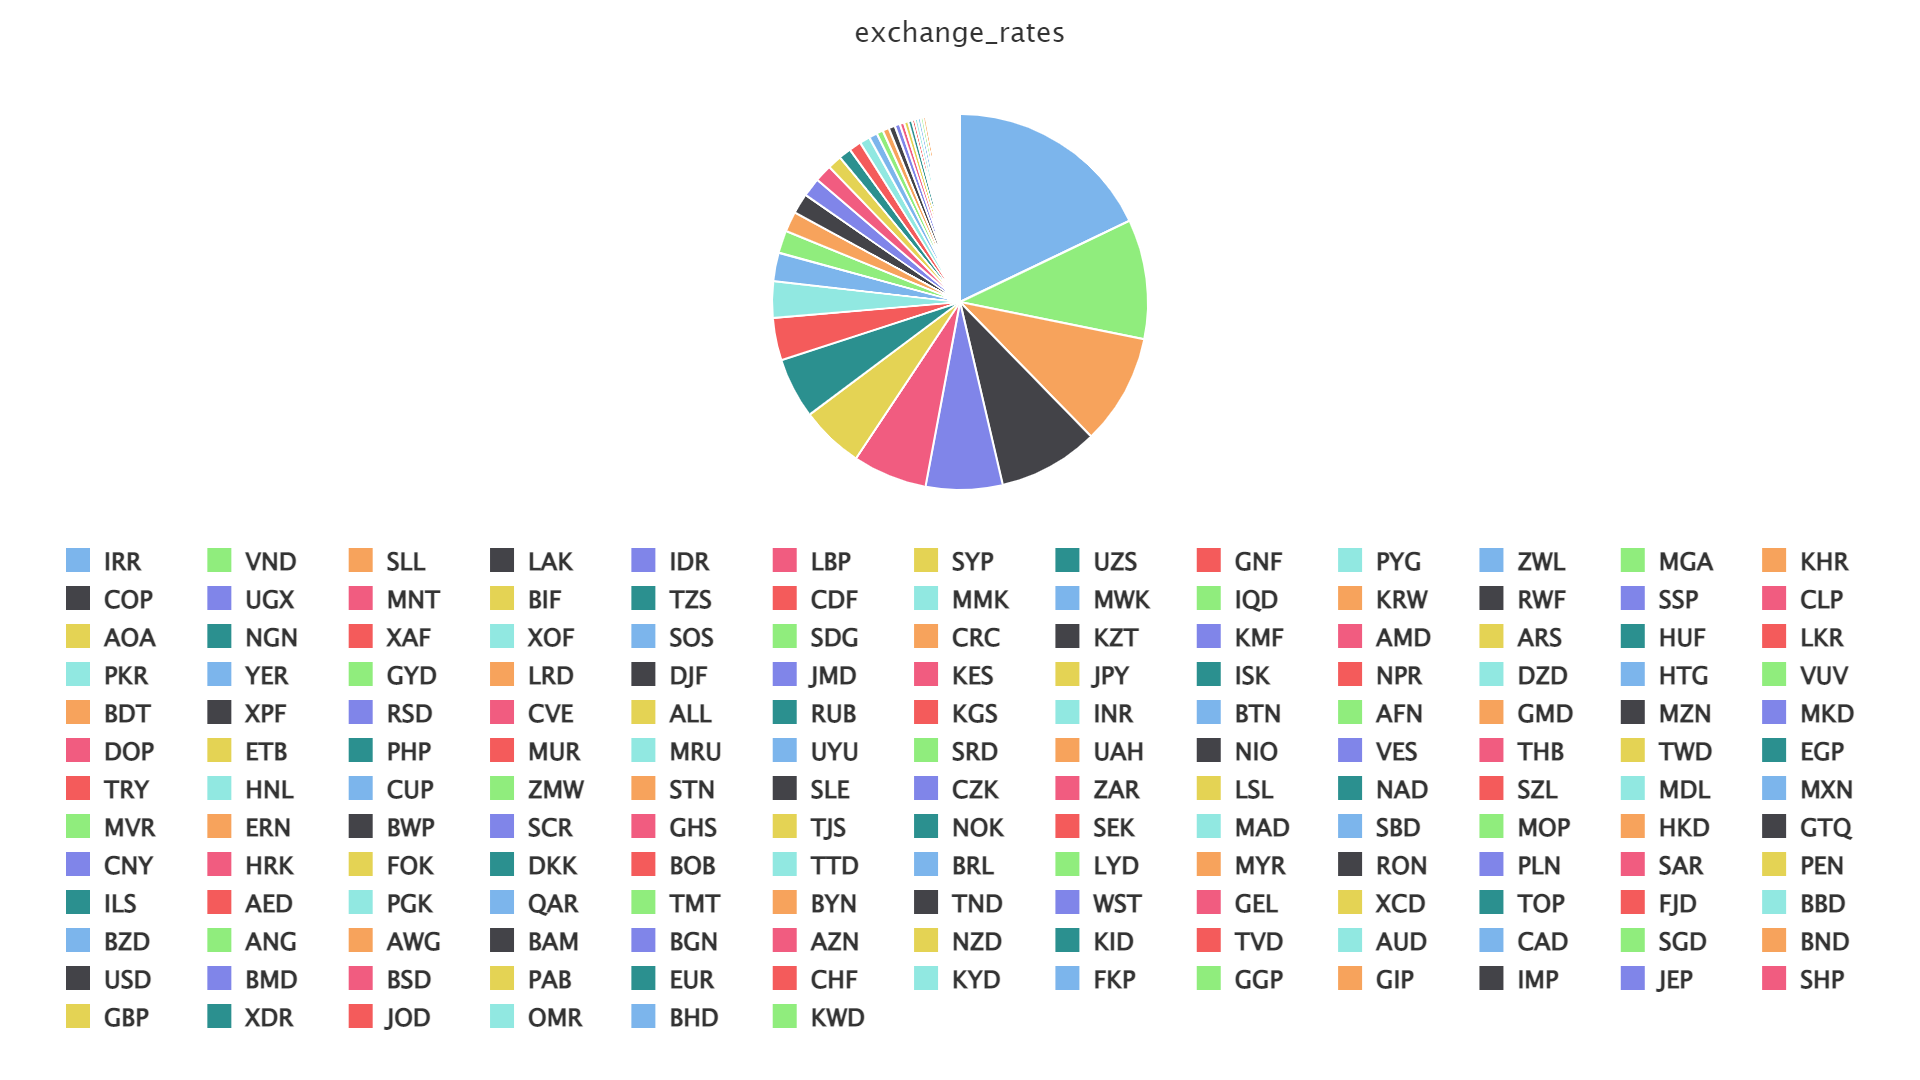 exchange_rates
IRR VND SLL LAK IDR LBP SYP UZS GNF PYG ZWL MGA KHR
COP UGX MNT BIF TZS CDF MMK MWK IQD KRW RWF SSP CLP
AOA NGN XAF XOF SOS SDG CRC KZT KMF AMD ARS HUF LKR
PKR YER GYD LRD DJF JMD KES JPY ISK NPR DZD HTG VUV
BDT XPF RSD CVE ALL RUB KGS INR BTN AFN GMD MZN MKD
DOP ETB PHP MUR MRU UYU SRD UAH NIO VES THB TWD EGP
TRY HNL CUP ZMW STN SLE CZK ZAR LSL NAD SZL MDL MXN
MVR ERN BWP SCR GHS TJS NOK SEK MAD SBD MOP HKD GTQ
CNY HRK FOK DKK BOB TTD BRL LYD MYR RON PLN SAR PEN
ILS AED PGK QAR TMT BYN TND WST GEL XCD TOP FJD BBD
BZD ANG AWG BAM BGN AZN NZD KID TVD AUD CAD SGD BND
USD BMD BSD PAB EUR CHF KYD FKP GGP GIP IMP JEP SHP
GBP XDR JOD OMR BHD KWD